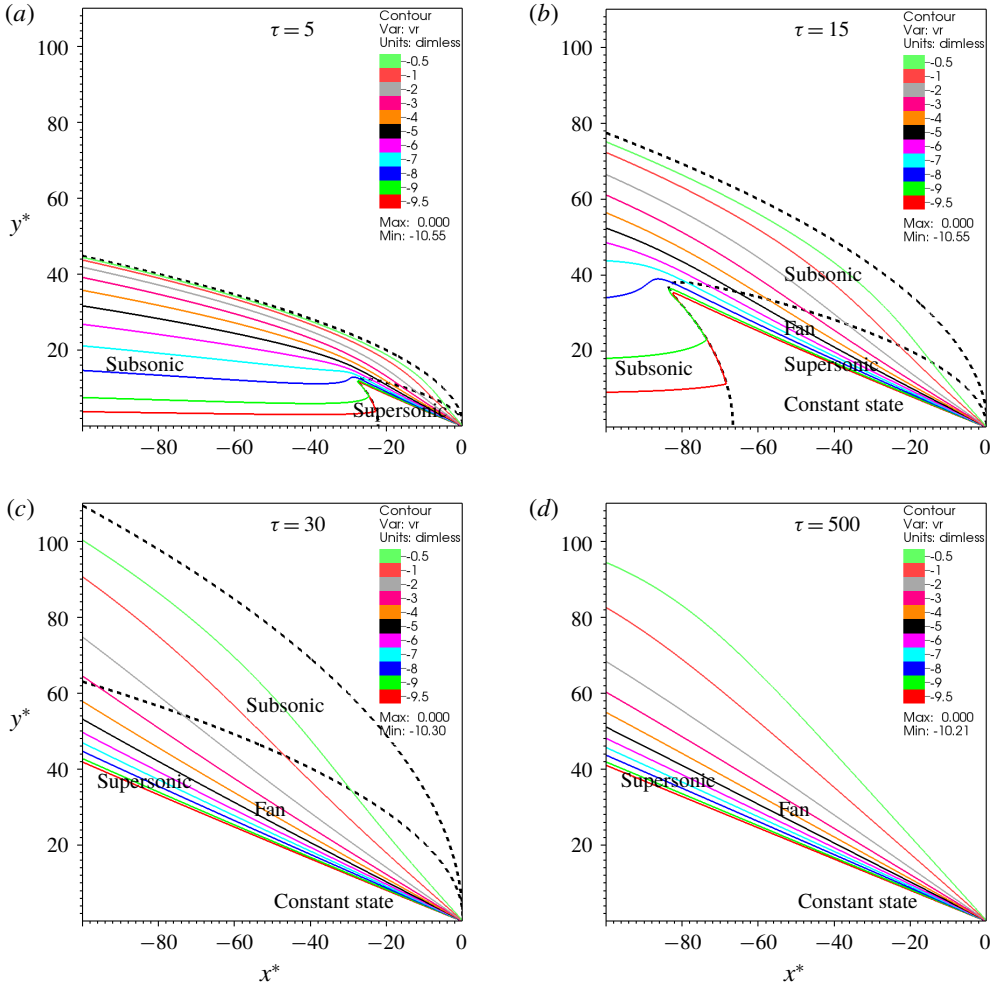 (a)
τ = 5
Contour
Var: vr
Units: dimless
-0.5
-1
-2
-3
-4
-5
-6
-7
-8
-9
-9.5
Max: 0.000
Min: -10.55
100
80
60
40
20
y*
Subsonic
Supersonic
−80 −60 −40 −20 0
(b)
τ = 15
Contour
Var: vr
Units: dimless
-0.5
-1
-2
-3
-4
-5
-6
-7
-8
-9
-9.5
Max: 0.000
Min: -10.55
100
80
60
40
20
Subsonic
Fan
Supersonic
Subsonic
Constant state
−80 −60 −40 −20 0
(c)
τ = 30
Contour
Var: vr
Units: dimless
-0.5
-1
-2
-3
-4
-5
-6
-7
-8
-9
-9.5
Max: 0.000
Min: -10.30
100
80
60
40
20
y*
Subsonic
Supersonic
Fan
Constant state
−80 −60 −40 −20 0
x*
(d)
τ = 500
Contour
Var: vr
Units: dimless
-0.5
-1
-2
-3
-4
-5
-6
-7
-8
-9
-9.5
Max: 0.000
Min: -10.21
100
80
60
40
20
Supersonic
Fan
Constant state
−80 −60 −40 −20 0
x*